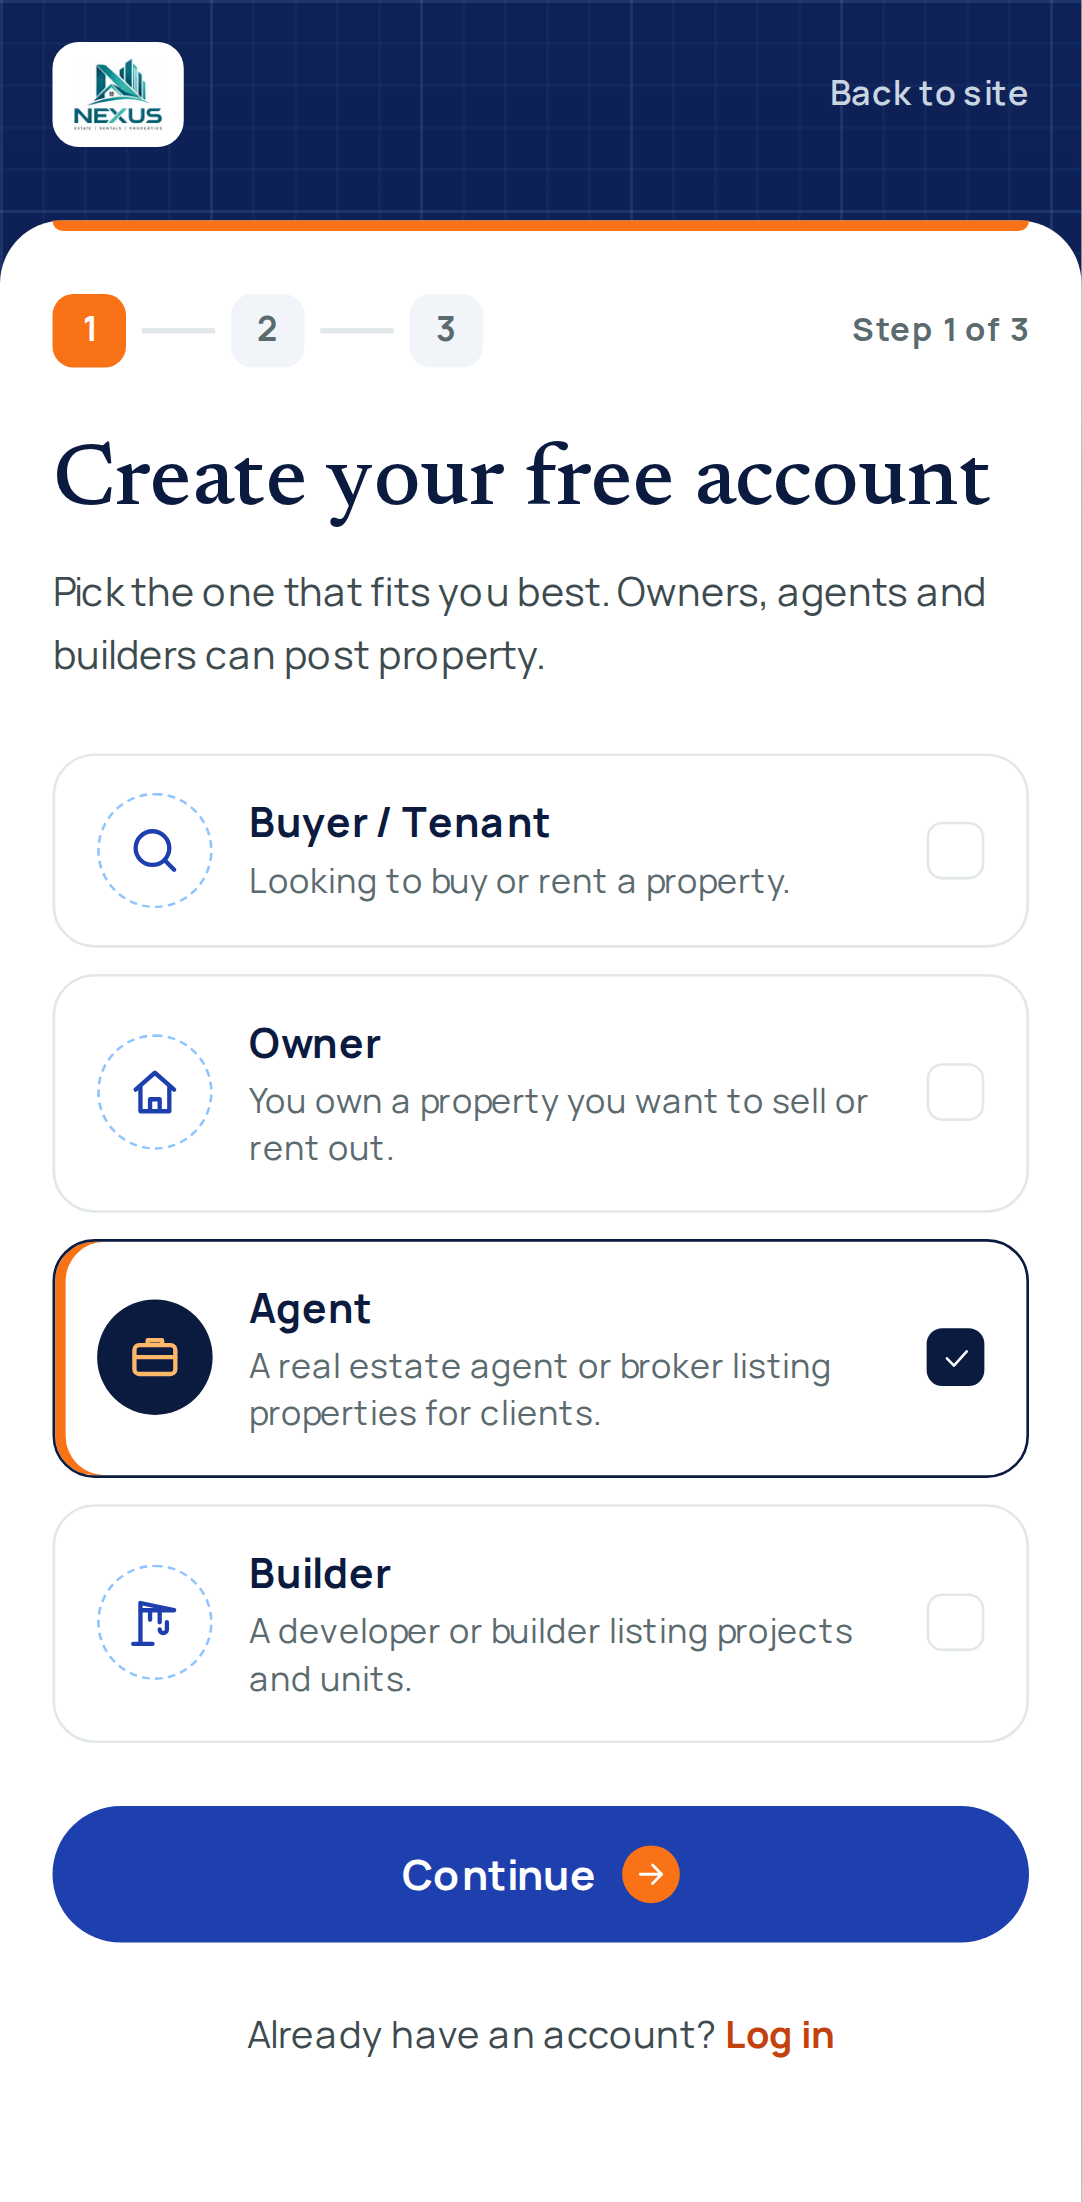 NEXUS
ESTATE | RENTALS | PROPERTIES
Back to site
1
2
3
Step 1 of 3
Create your free account
Pick the one that fits you best. Owners, agents and
builders can post property.
Buyer / Tenant
Looking to buy or rent a property.
Owner
You own a property you want to sell or
rent out.
Agent
A real estate agent or broker listing
properties for clients.
Builder
A developer or builder listing projects
and units.
Continue
Already have an account? Log in